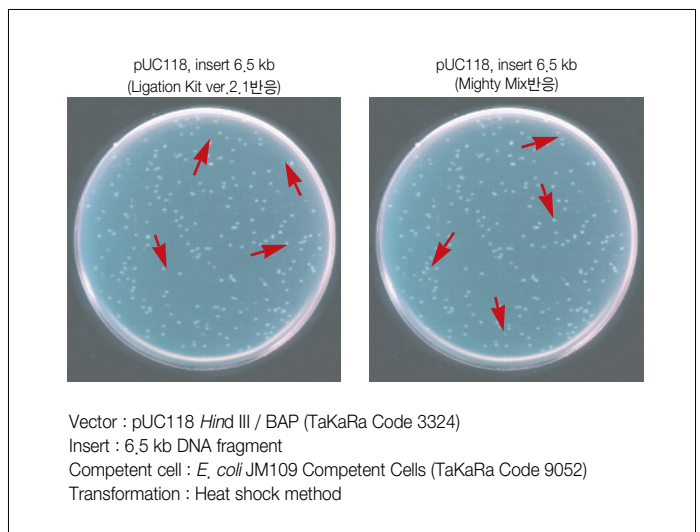 pUC118, insert 6.5 kb
(Ligation Kit ver.2.1반응)
pUC118, insert 6.5 kb
(Mighty Mix반응)
Vector : pUC118 Hind III / BAP (TaKaRa Code 3324)
Insert : 6.5 kb DNA fragment
Competent cell : E. coli JM109 Competent Cells (TaKaRa Code 9052)
Transformation : Heat shock method